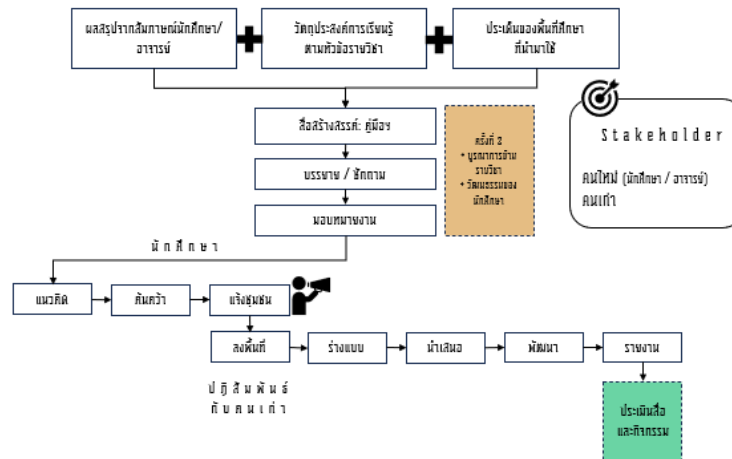 ผลสรุปจากสัมภาษณ์นักศึกษา/
อาจารย์
วัตถุประสงค์การเรียนรู้
ตามหัวข้อรายวิชา
ประเด็นของพื้นที่ศึกษา
ที่นำมาใช้
สื่อสร้างสรรค์: คู่มือฯ
บรรยาย / ซักถาม
มอบหมายงาน
ครั้งที่ 2
* บูรณาการข้าม
รายวิชา
* วัฒนธรรมของ
นักศึกษา
Stakeholder
คนใหม่ (นักศึกษา / อาจารย์)
คนเก่า
นักศึกษา
แนวคิด
ค้นคว้า
แจ้งชุมชน
ลงพื้นที่
ร่างแบบ
นำเสนอ
พัฒนา
รายงาน
ปฏิสัมพันธ์
กับคนเก่า
ประเมินสื่อ
และกิจกรรม